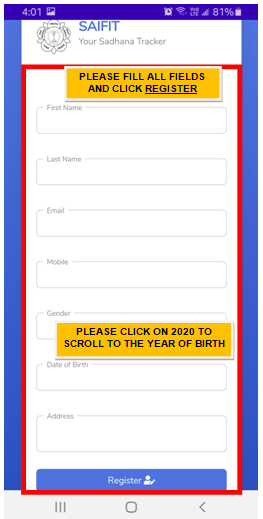 4:01 81%
SAIFIT
Your Sadhana Tracker
PLEASE FILL ALL FIELDS
AND CLICK REGISTER
First Name
Last Name
Email
Mobile
Gender
PLEASE CLICK ON 2020 TO
SCROLL TO THE YEAR OF BIRTH
Date of Birth
Address
Register